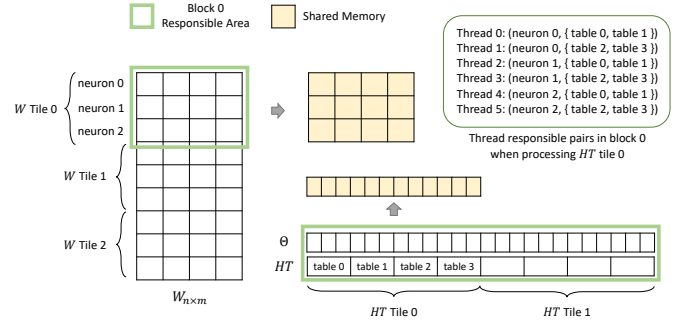 Block 0
Responsible Area
Shared Memory
neuron 0
neuron 1
neuron 2
W Tile 0
W Tile 1
W Tile 2
W n×m
Thread 0: (neuron 0, { table 0, table 1 })
Thread 1: (neuron 0, { table 2, table 3 })
Thread 2: (neuron 1, { table 0, table 1 })
Thread 3: (neuron 1, { table 2, table 3 })
Thread 4: (neuron 2, { table 0, table 1 })
Thread 5: (neuron 2, { table 2, table 3 })
Thread responsible pairs in block 0
when processing HT tile 0
Θ
HT table 0 table 1 table 2 table 3
HT Tile 0 HT Tile 1